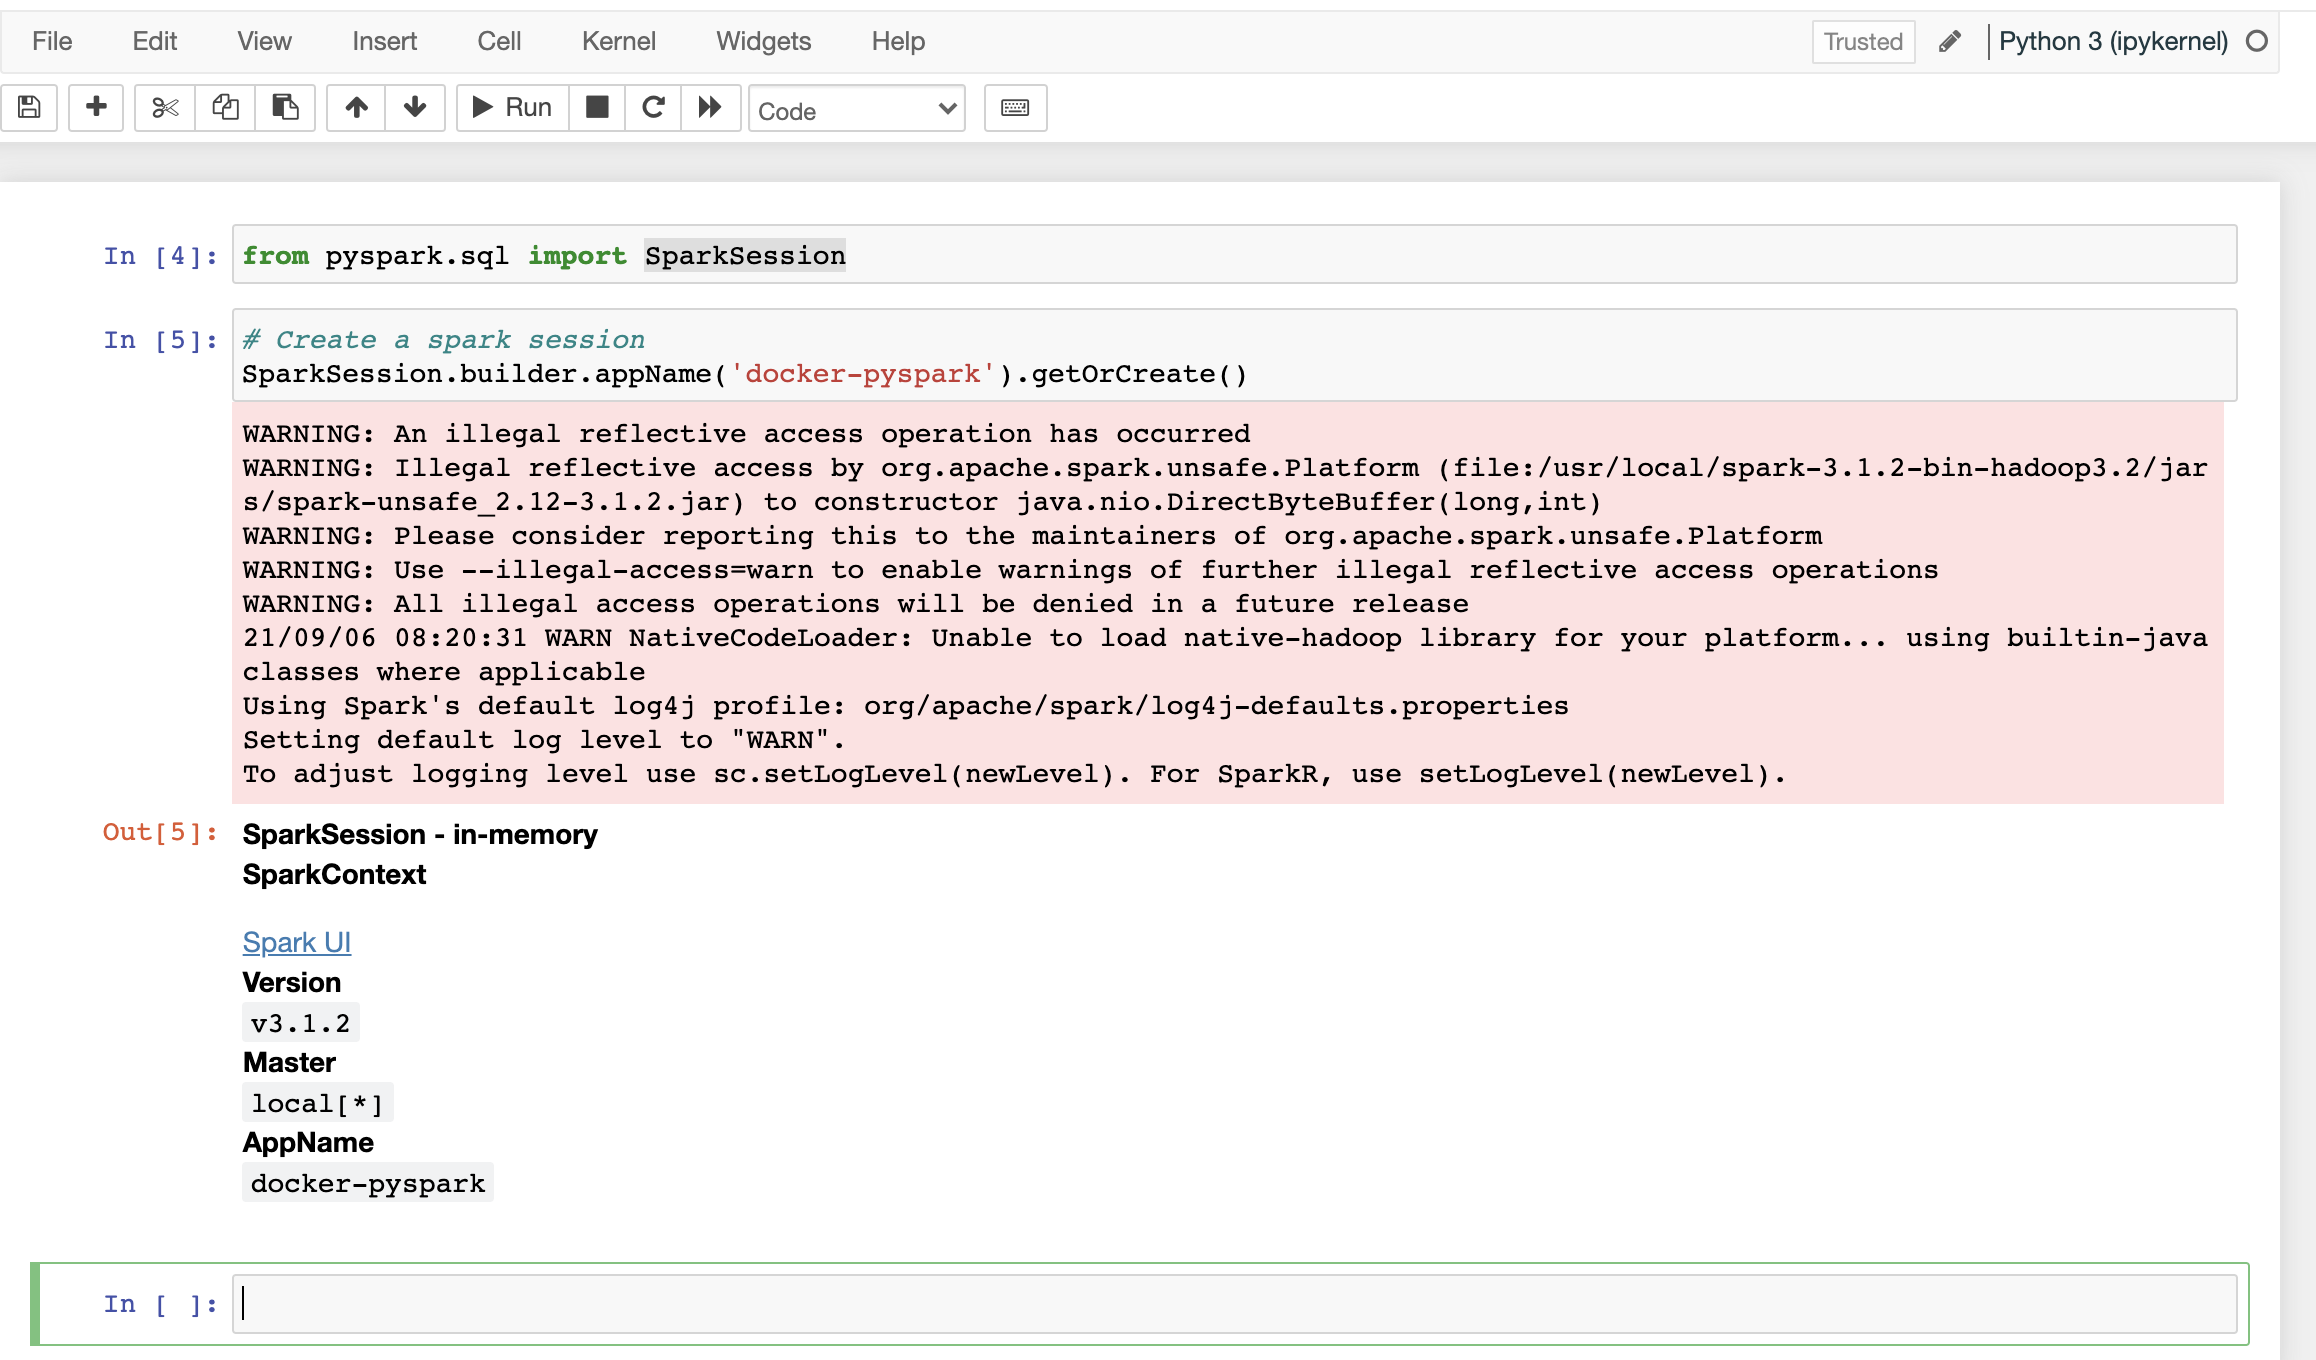 File Edit View Insert Cell Kernel Widgets Help Trusted Python 3 (ipykernel)
Run Code
In [4]: from pyspark.sql import SparkSession
In [5]: # Create a spark session
SparkSession.builder.appName('docker-pyspark').getOrCreate()
WARNING: An illegal reflective access operation has occurred
WARNING: Illegal reflective access by org.apache.spark.unsafe.Platform (file:/usr/local/spark-3.1.2-bin-hadoop3.2/jar
s/spark-unsafe_2.12-3.1.2.jar) to constructor java.nio.DirectByteBuffer(long,int)
WARNING: Please consider reporting this to the maintainers of org.apache.spark.unsafe.Platform
WARNING: Use --illegal-access=warn to enable warnings of further illegal reflective access operations
WARNING: All illegal access operations will be denied in a future release
21/09/06 08:20:31 WARN NativeCodeLoader: Unable to load native-hadoop library for your platform... using builtin-java
classes where applicable
Using Spark's default log4j profile: org/apache/spark/log4j-defaults.properties
Setting default log level to "WARN".
To adjust logging level use sc.setLogLevel(newLevel). For SparkR, use setLogLevel(newLevel).
Out[5]: SparkSession - in-memory
SparkContext
Spark UI
Version
v3.1.2
Master
local[*]
AppName
docker-pyspark
In [ ]: